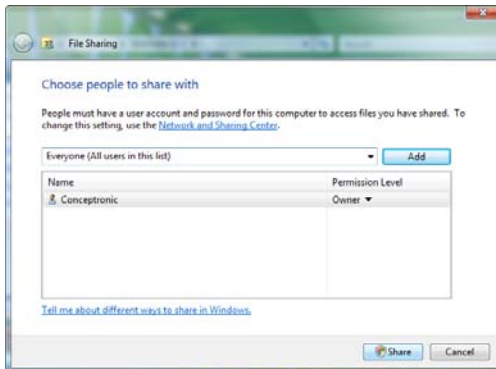 File Sharing
Choose people to share with
People must have a user account and password for this computer to access files you have shared. To
change this setting, use the Network and Sharing Center.
Everyone (All users in this list)
Add
Name Permission Level
Conceptronic Owner
Tell me about different ways to share in Windows.
Share Cancel